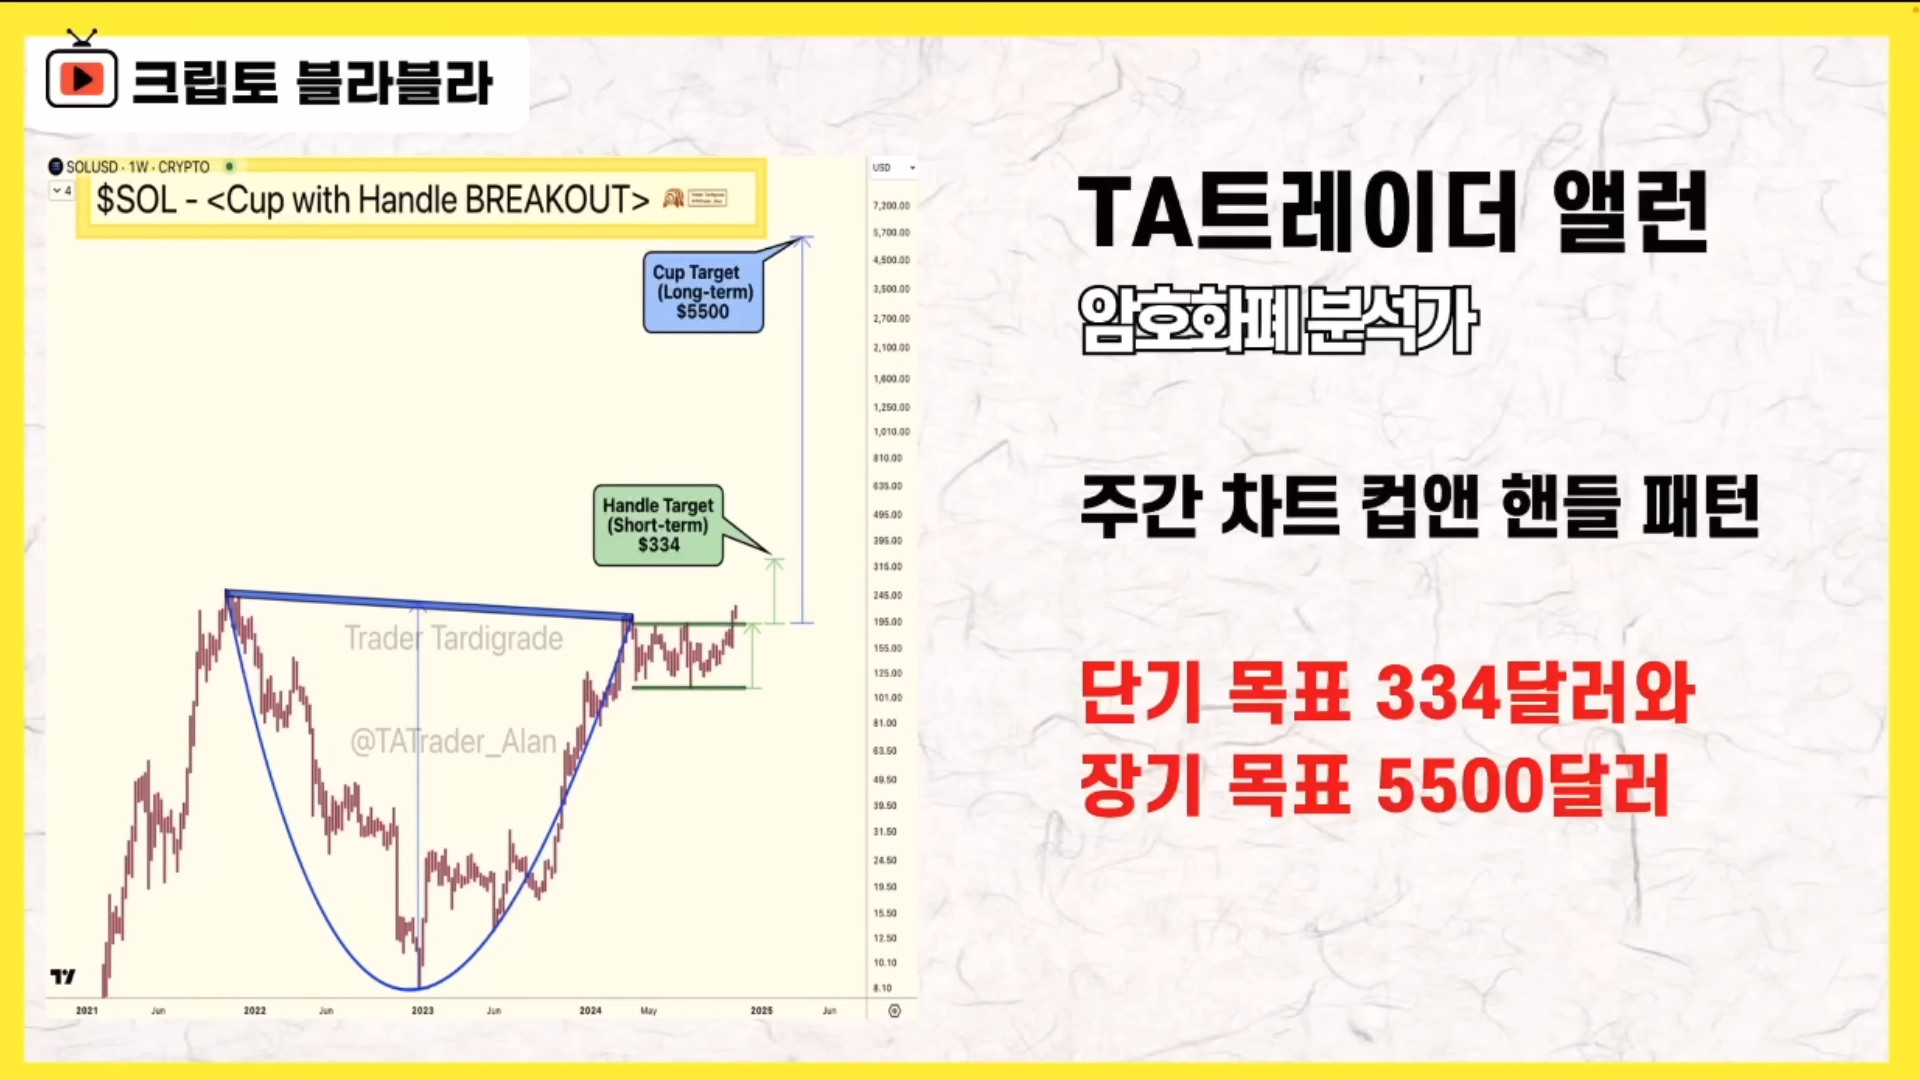 크립토 블라블라
SOLUSD · 1W · CRYPTO
USD
4
$SOL - <Cup with Handle BREAKOUT>
7,200.00
5,700.00
4,500.00
3,500.00
2,700.00
2,100.00
1,600.00
1,250.00
1,010.00
810.00
635.00
495.00
395.00
315.00
245.00
195.00
155.00
125.00
101.00
81.00
63.50
49.50
39.50
31.50
24.50
19.50
15.50
12.50
10.10
8.10
Cup Target
(Long-term)
$5500
Handle Target
(Short-term)
$334
Trader Tardigrade
@TATrader_Alan
2021 Jun 2022 Jun 2023 Jun 2024 May 2025 Jun
TA트레이더 앨런
암호화폐 분석가
주간 차트 컵앤 핸들 패턴
단기 목표 334달러와
장기 목표 5500달러